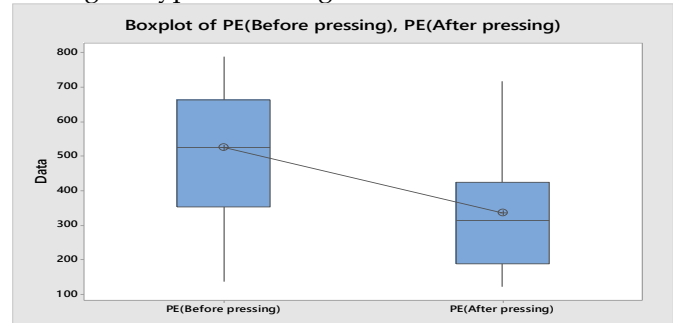 Boxplot of PE(Before pressing), PE(After pressing)
800
700
600
500
400
300
200
100
Data
PE(Before pressing) PE(After pressing)